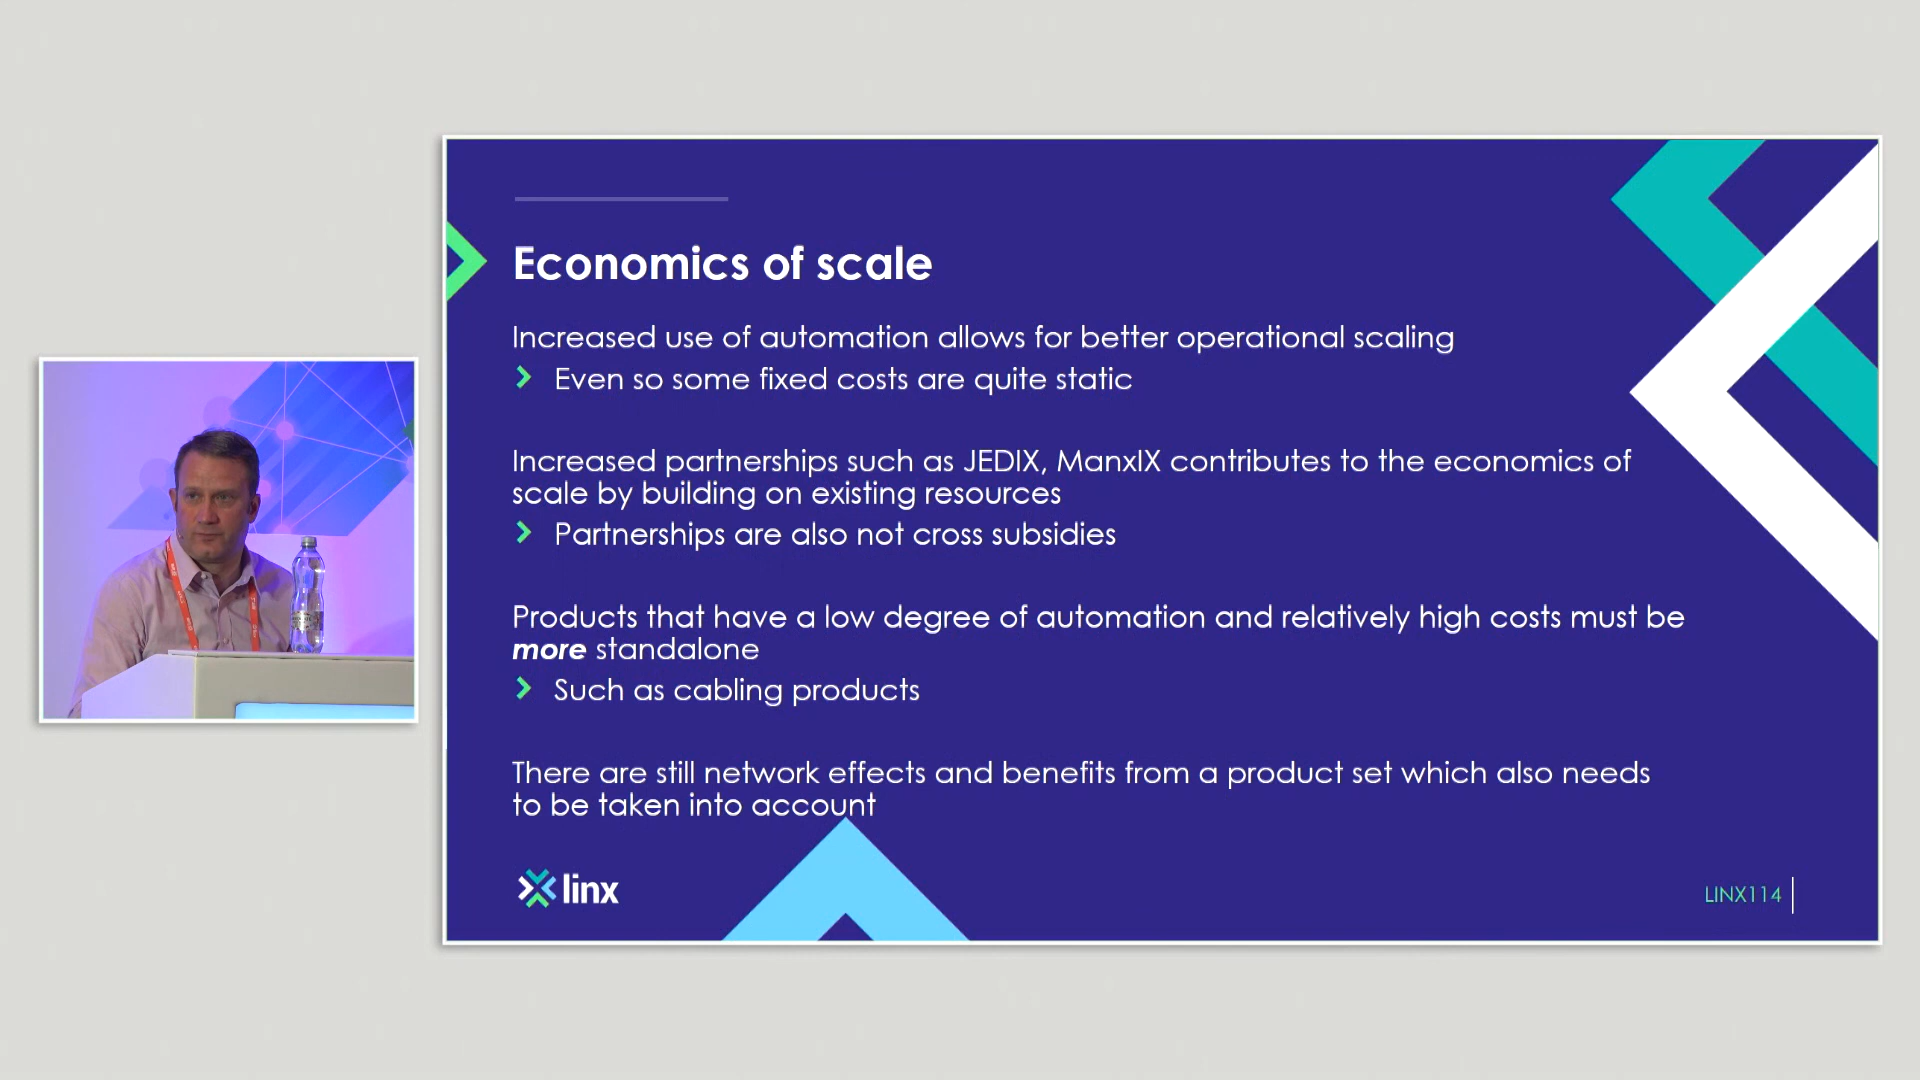 Economics of scale
Increased use of automation allows for better operational scaling
Even so some fixed costs are quite static
Increased partnerships such as JEDIX, ManxIX contributes to the economics of
scale by building on existing resources
Partnerships are also not cross subsidies
Products that have a low degree of automation and relatively high costs must be
more standalone
Such as cabling products
There are still network effects and benefits from a product set which also needs
to be taken into account
linx
LINX114